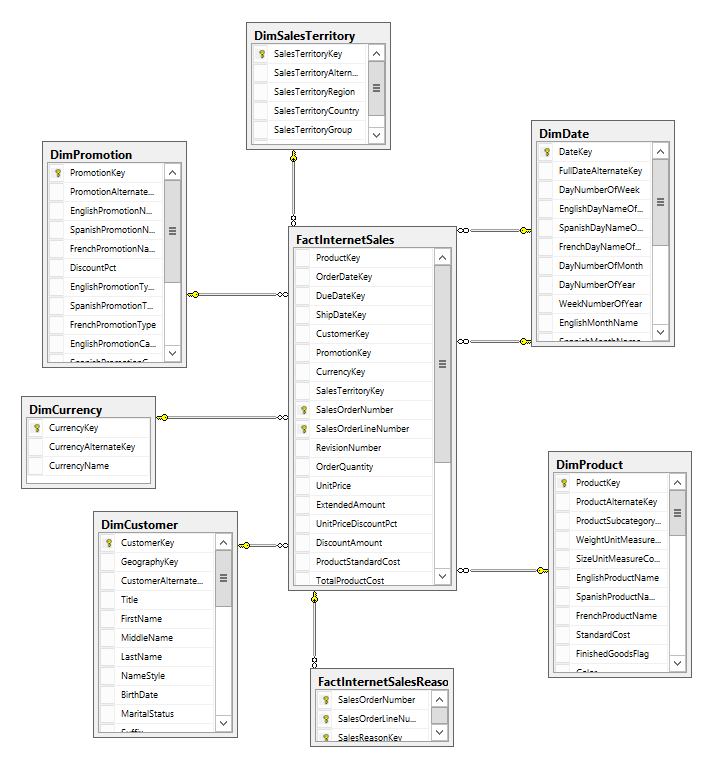 DimSalesTerritory
SalesTerritoryKey
SalesTerritoryAltern...
SalesTerritoryRegion
SalesTerritoryCountry
SalesTerritoryGroup
DimPromotion
PromotionKey
PromotionAlternate...
EnglishPromotionN...
SpanishPromotionN...
FrenchPromotionNa...
DiscountPct
EnglishPromotionTy...
SpanishPromotionT...
FrenchPromotionType
EnglishPromotionCa...
SpanishPromotionC...
DimDate
DateKey
FullDateAlternateKey
DayNumberOfWeek
EnglishDayNameOf...
SpanishDayNameO...
FrenchDayNameOf...
DayNumberOfMonth
DayNumberOfYear
WeekNumberOfYear
EnglishMonthName
SpanishMonthName
FactInternetSales
ProductKey
OrderDateKey
DueDateKey
ShipDateKey
CustomerKey
PromotionKey
CurrencyKey
SalesTerritoryKey
SalesOrderNumber
SalesOrderLineNumber
RevisionNumber
OrderQuantity
UnitPrice
ExtendedAmount
UnitPriceDiscountPct
DiscountAmount
ProductStandardCost
TotalProductCost
DimCurrency
CurrencyKey
CurrencyAlternateKey
CurrencyName
DimCustomer
CustomerKey
GeographyKey
CustomerAlternate...
Title
FirstName
MiddleName
LastName
NameStyle
BirthDate
MaritalStatus
Suffix
DimProduct
ProductKey
ProductAlternateKey
ProductSubcategory...
WeightUnitMeasure...
SizeUnitMeasureCo...
EnglishProductName
SpanishProductNa...
FrenchProductName
StandardCost
FinishedGoodsFlag
Color
FactInternetSalesReaso
SalesOrderNumber
SalesOrderLineNu...
SalesReasonKey